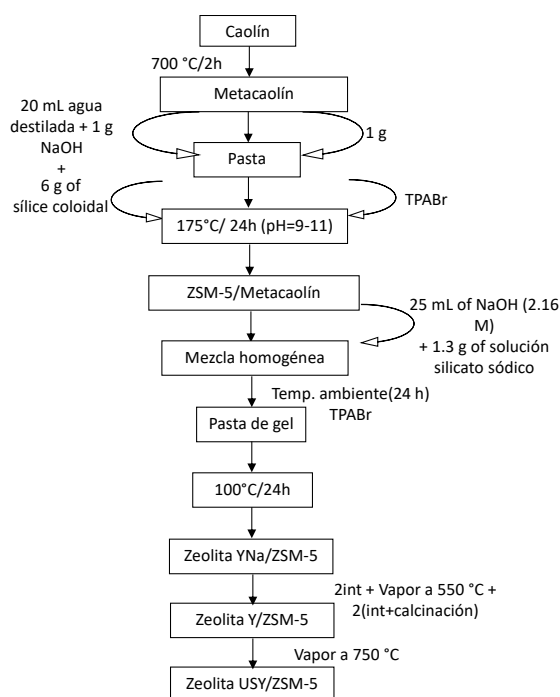 Caolín
700 °C/2h
Metacaolín
20 mL agua
destilada + 1 g
NaOH
+
6 g of
sílice coloidal
1 g
Pasta
TPABr
175°C/ 24h (pH=9-11)
ZSM-5/Metacaolín
25 mL of NaOH (2.16
M)
+ 1.3 g of solución
silicato sódico
Mezcla homogénea
Temp. ambiente(24 h)
TPABr
Pasta de gel
100°C/24h
Zeolita YNa/ZSM-5
2int + Vapor a 550 °C +
2(int+calcinación)
Zeolita Y/ZSM-5
Vapor a 750 °C
Zeolita USY/ZSM-5